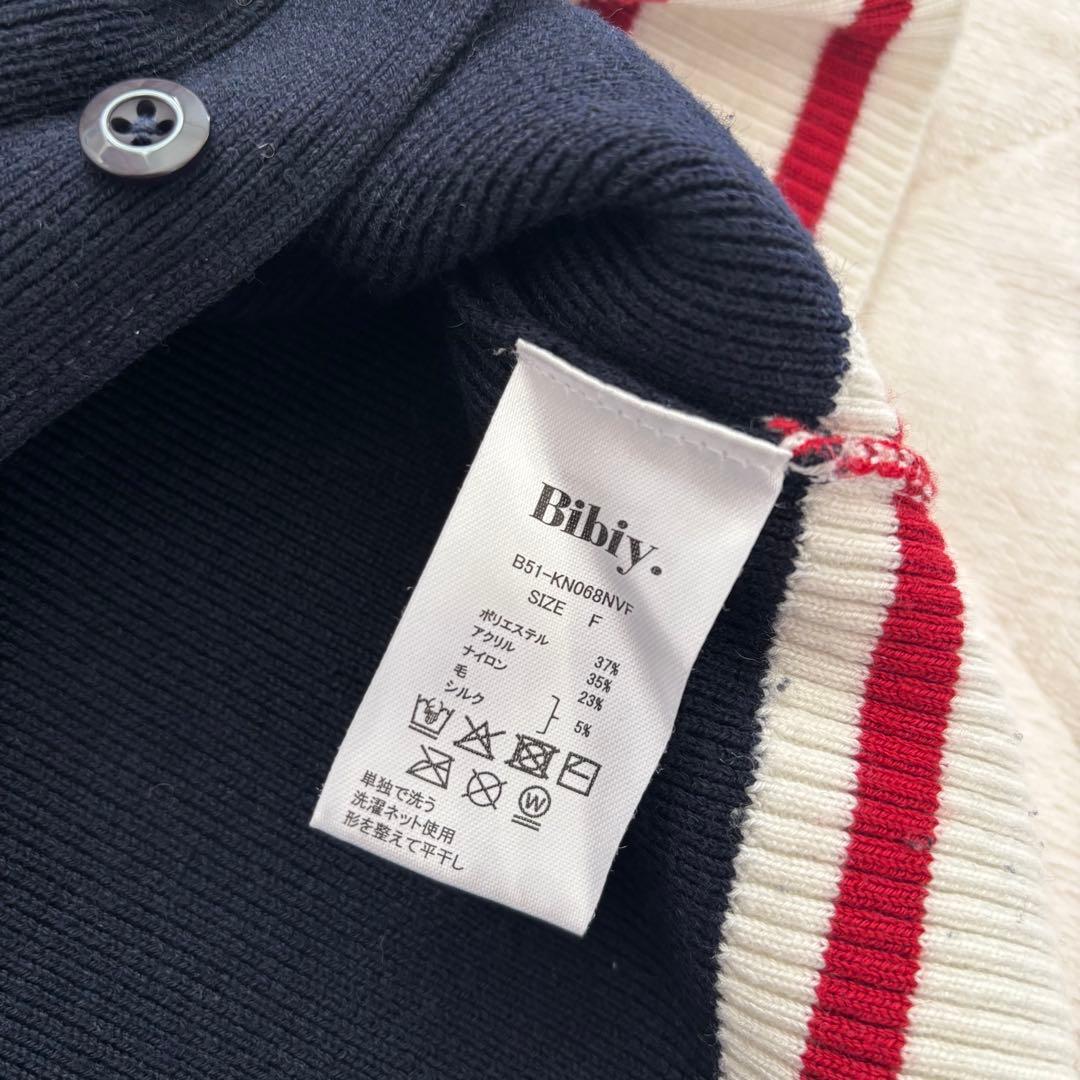 Bibiy.
B51-KN068NVF
SIZE F
ポリエステル 37%
アクリル 35%
ナイロン 23%
毛
シルク } 5%
W
単独で洗う
洗濯ネット使用
形を整えて平干し